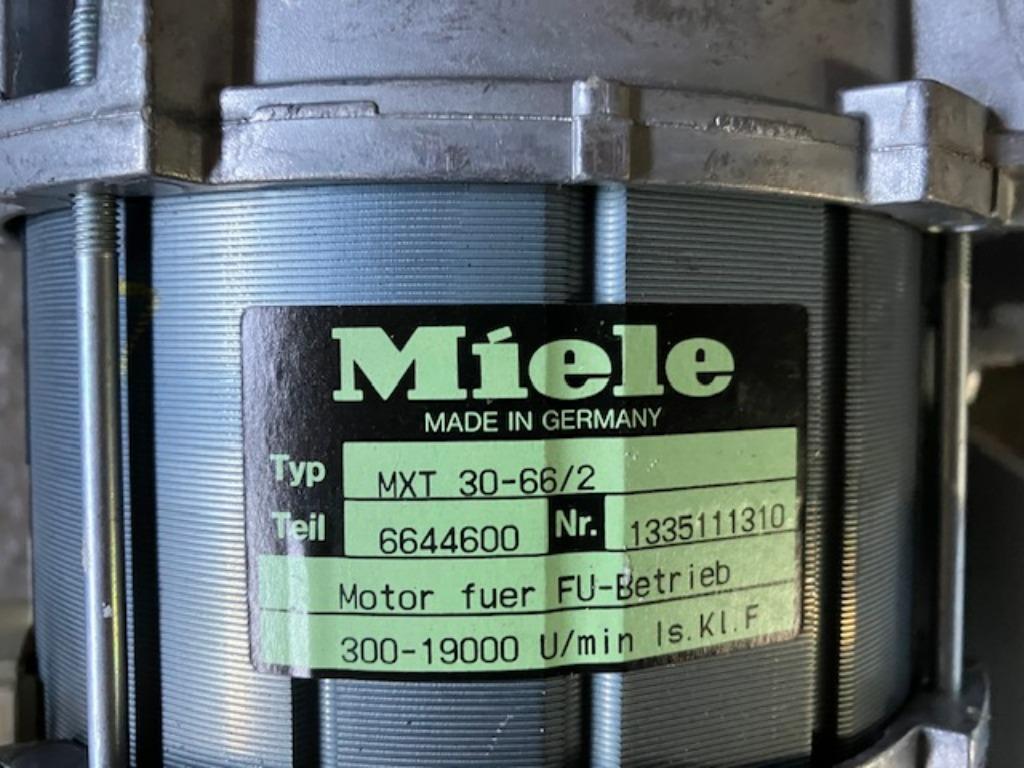 Miele
MADE IN GERMANY
Typ MXT 30-66/2
Teil 6644600 Nr. 1335111310
Motor fuer FU-Betrieb
300-19000 U/min Is.Kl.F